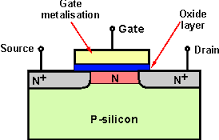 Gate
metalisation
Oxide
layer
Gate
Source
Drain
N+
N
N+
P-silicon